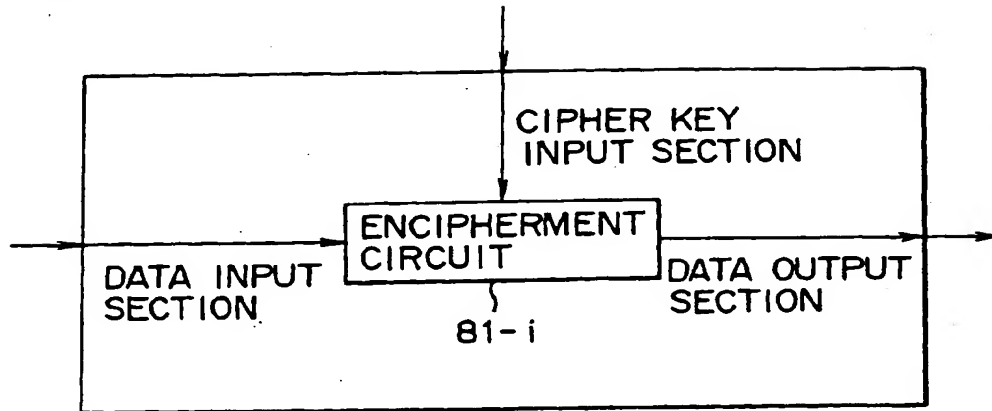 CIPHER KEY
INPUT SECTION
ENCIPHERMENT
CIRCUIT
DATA INPUT
SECTION
DATA OUTPUT
SECTION
81-i